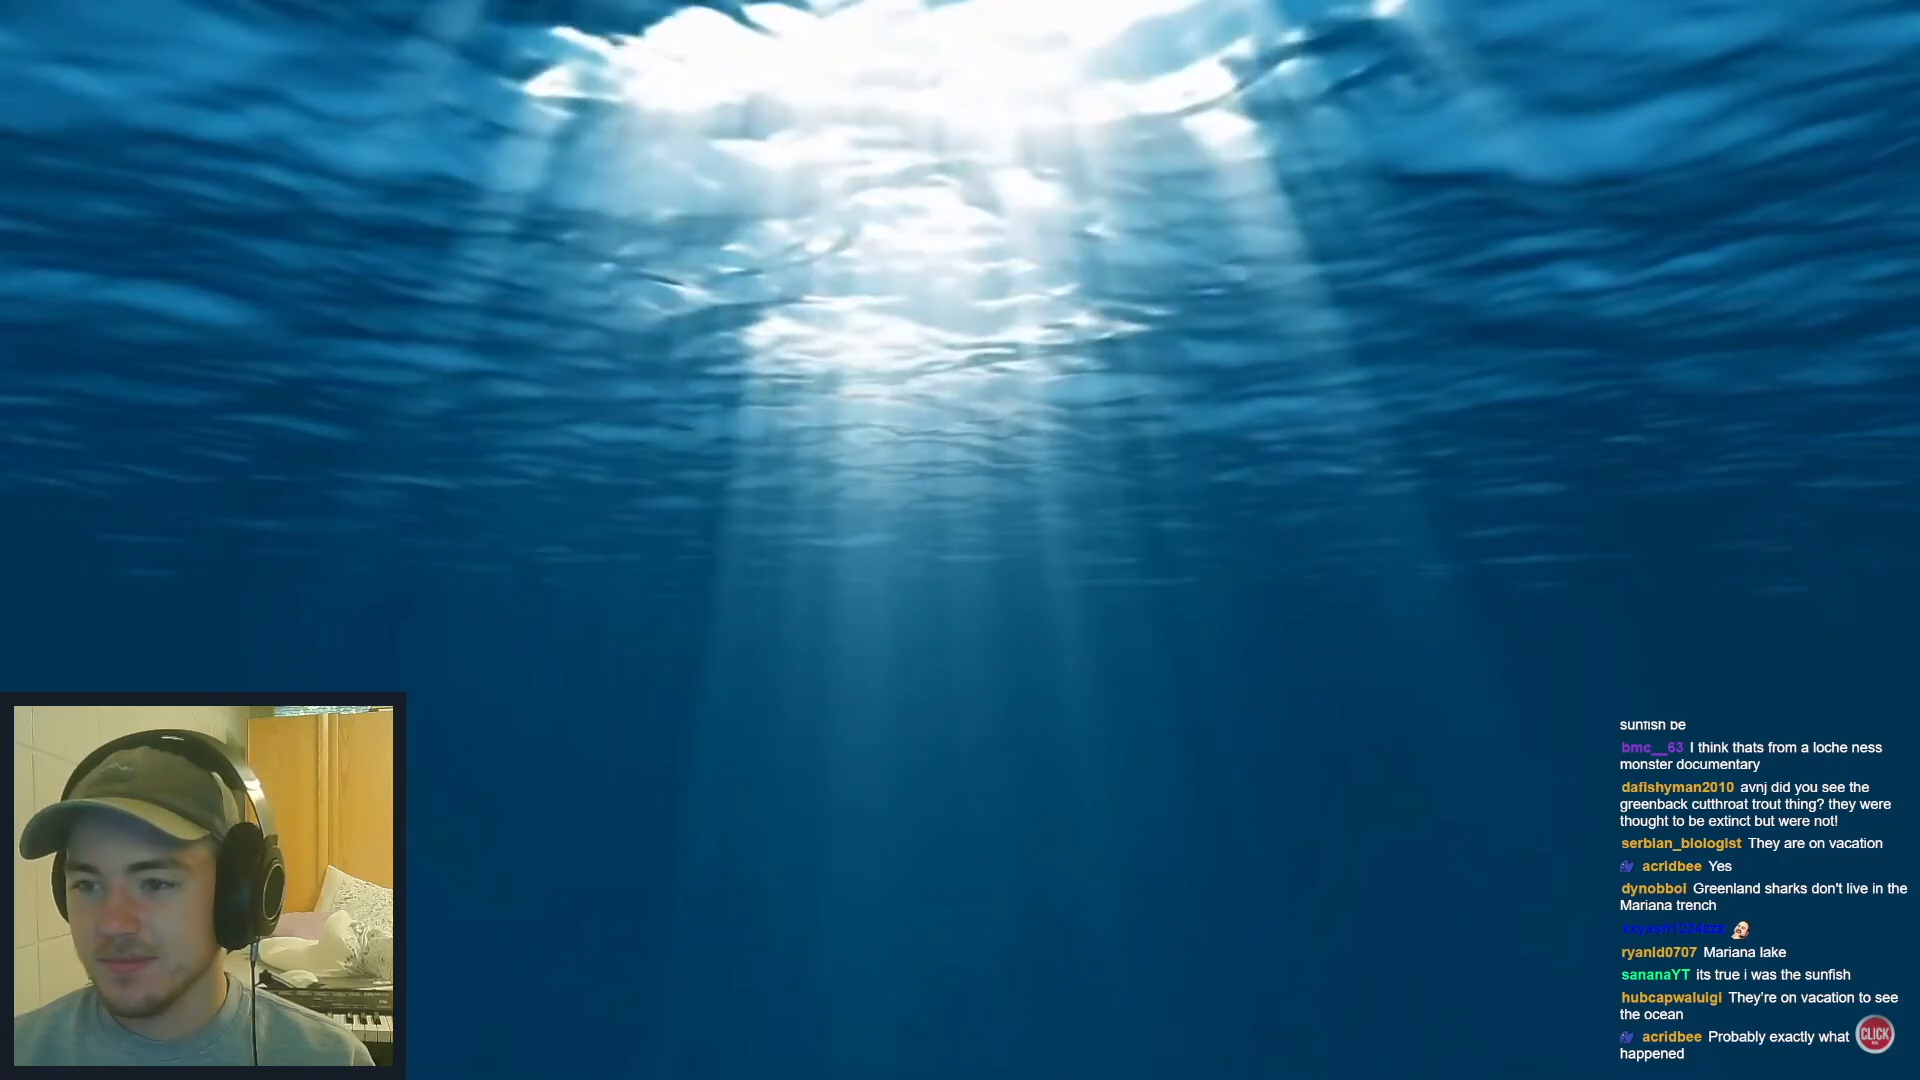 sunfish be
bmc__63 I think thats from a loche ness
monster documentary
dafishyman2010 avnj did you see the
greenback cutthroat trout thing? they were
thought to be extinct but were not!
serbian_biologist They are on vacation
acridbee Yes
dynobboi Greenland sharks don't live in the
Mariana trench
ryanld0707 Mariana lake
sananaYT its true i was the sunfish
hubcapwaluigi They're on vacation to see
the ocean
acridbee Probably exactly what
happened
CLICK